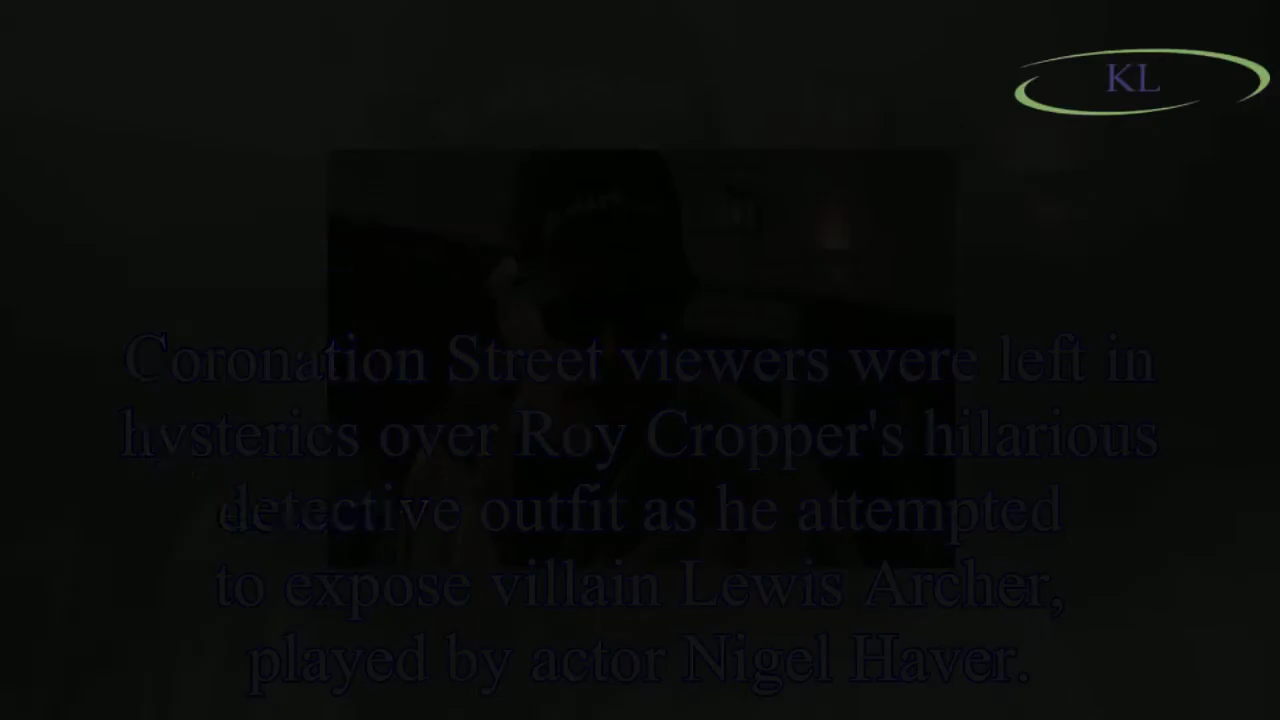 KL
Coronation Street viewers were left in
hysterics over Roy Cropper's hilarious
detective outfit as he attempted
to expose villain Lewis Archer,
played by actor Nigel Haver.